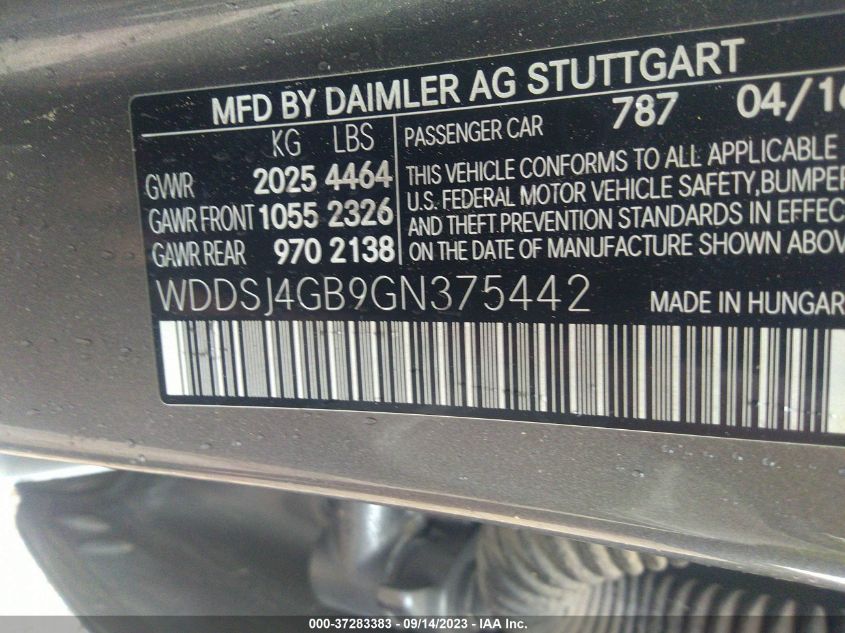 MFD BY DAIMLER AG STUTTGART
787 04/16
KG LBS
PASSENGER CAR
GVWR 2025 4464
GAWR FRONT 1055 2326
GAWR REAR 970 2138
THIS VEHICLE CONFORMS TO ALL APPLICABLE
U.S. FEDERAL MOTOR VEHICLE SAFETY, BUMPER
AND THEFT PREVENTION STANDARDS IN EFFEC
ON THE DATE OF MANUFACTURE SHOWN ABOV
WDDSJ4GB9GN375442
MADE IN HUNGAR
000-37283383 - 09/14/2023 - IAA Inc.